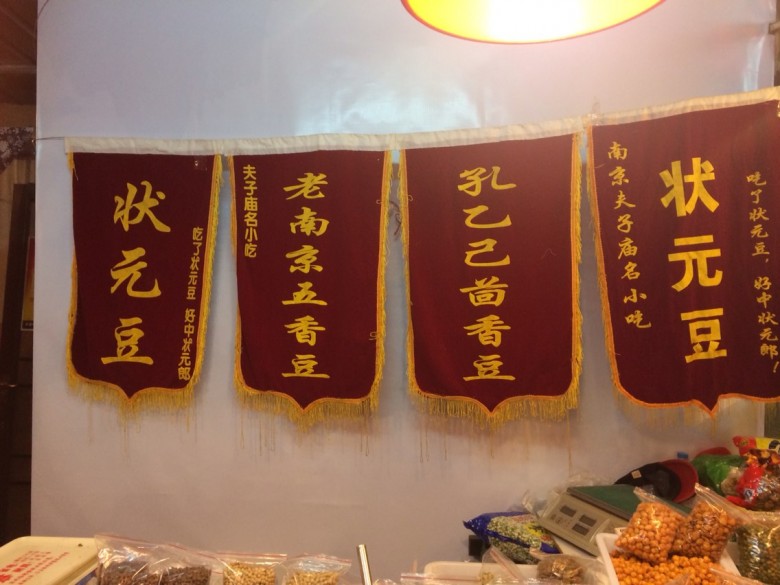 状元豆
吃了状元豆 好中状元郎
夫子庙名小吃
老南京五香豆
孔乙己茴香豆
南京夫子庙名小吃
状元豆
吃了状元豆，好中状元郎！